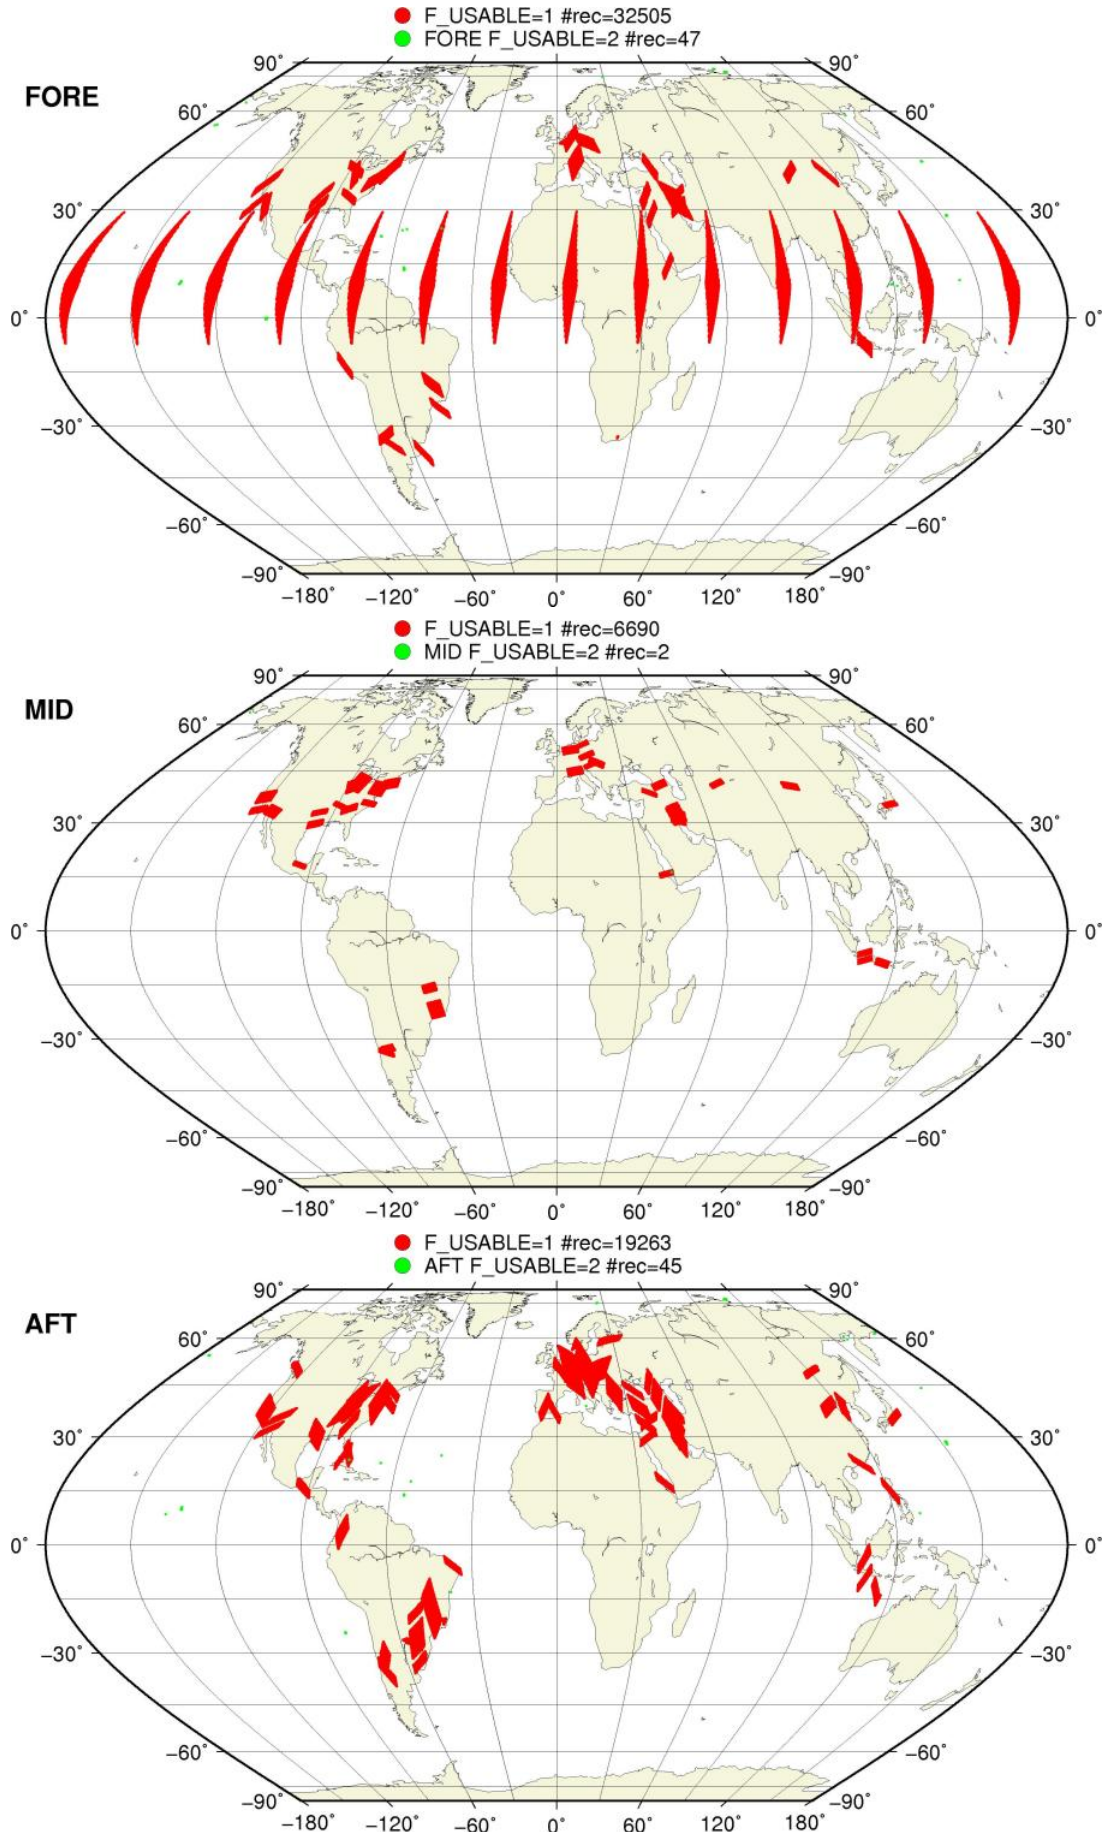 F_USABLE=1 #rec=32505
FORE F_USABLE=2 #rec=47
FORE
90° 90°
60° 60°
30° 30°
0° 0°
−30° −30°
−60° −60°
−90° −90°
−180° −120° −60° 0° 60° 120° 180°
F_USABLE=1 #rec=6690
MID F_USABLE=2 #rec=2
MID
90° 90°
60° 60°
30° 30°
0° 0°
−30° −30°
−60° −60°
−90° −90°
−180° −120° −60° 0° 60° 120° 180°
F_USABLE=1 #rec=19263
AFT F_USABLE=2 #rec=45
AFT
90° 90°
60° 60°
30° 30°
0° 0°
−30° −30°
−60° −60°
−90° −90°
−180° −120° −60° 0° 60° 120° 180°